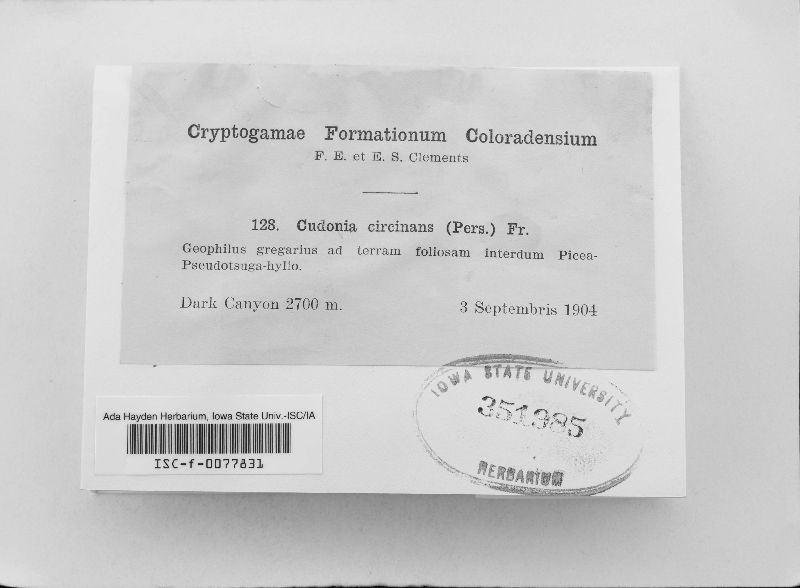 Cryptogamae Formationum Coloradensium
F. E. et E. S. Clements
128. Cudonia circinans (Pers.) Fr.
Geophilus gregarius ad terram foliosam interdum Picea-
Pseudotsuga-hylio.
Dark Canyon 2700 m. 3 Septembris 1904
IOWA STATE UNIVERSITY
351985
HERBARIUM
Ada Hayden Herbarium, Iowa State Univ.-ISC/IA
ISC-f-0077831